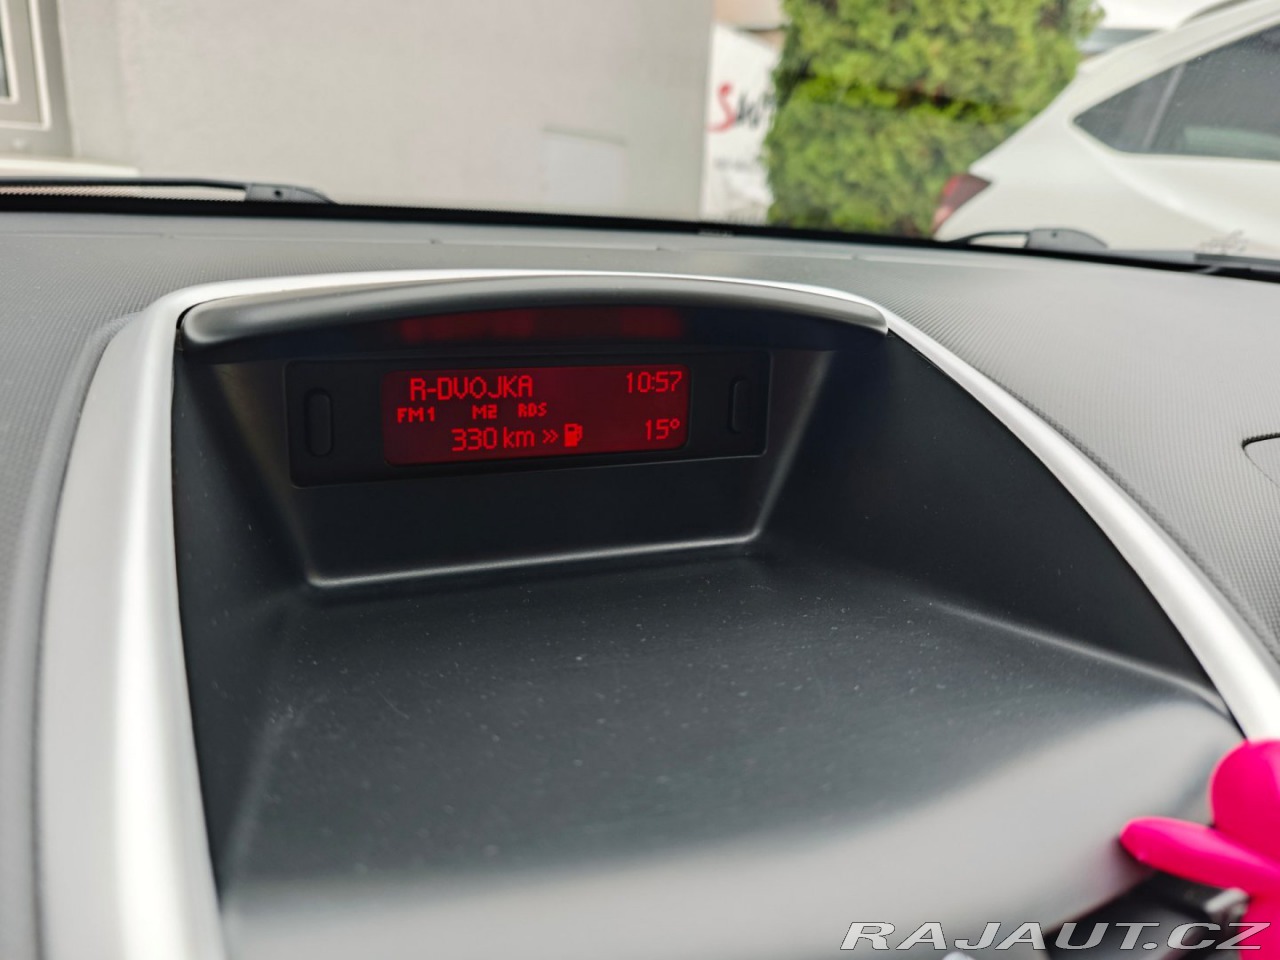 R-DVOJKA 10:57
FM1 M2 RDS
330 km » 15°
RAJAUT.CZ